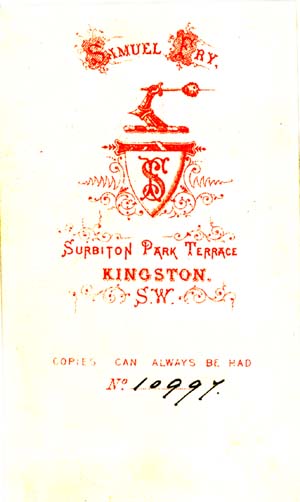 SAMUEL FRY,
SF
SURBITON PARK TERRACE
KINGSTON.
S.W.
COPIES CAN ALWAYS BE HAD
No. 10997.